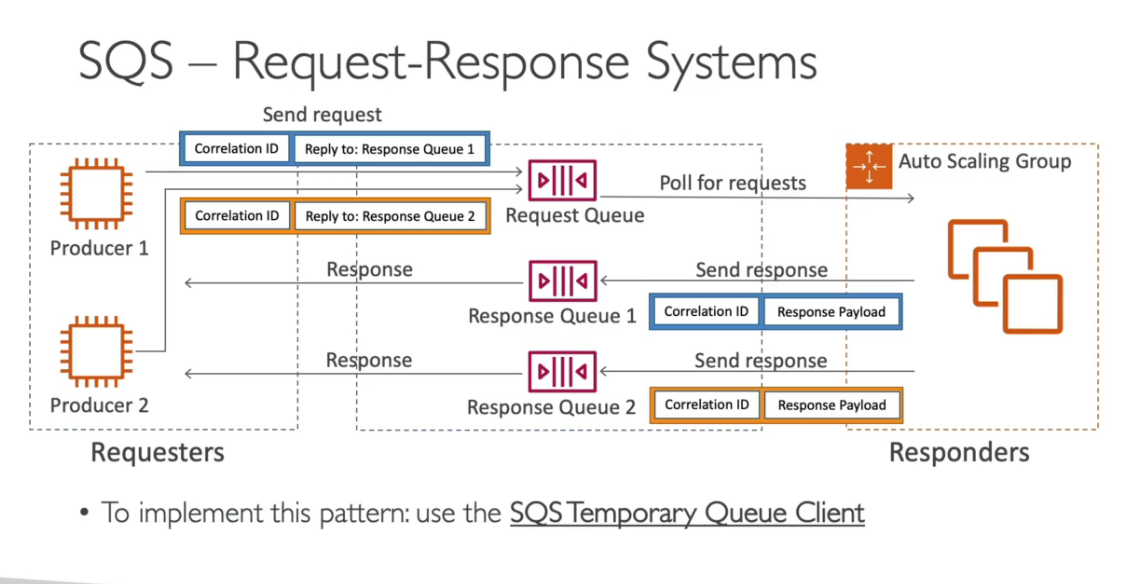 SQS – Request-Response Systems
Send request
Correlation ID
Reply to: Response Queue 1
Auto Scaling Group
Poll for requests
Correlation ID
Reply to: Response Queue 2
Request Queue
Producer 1
Response
Send response
Response Queue 1
Correlation ID
Response Payload
Response
Send response
Producer 2
Response Queue 2
Correlation ID
Response Payload
Requesters
Responders
• To implement this pattern: use the SQS Temporary Queue Client